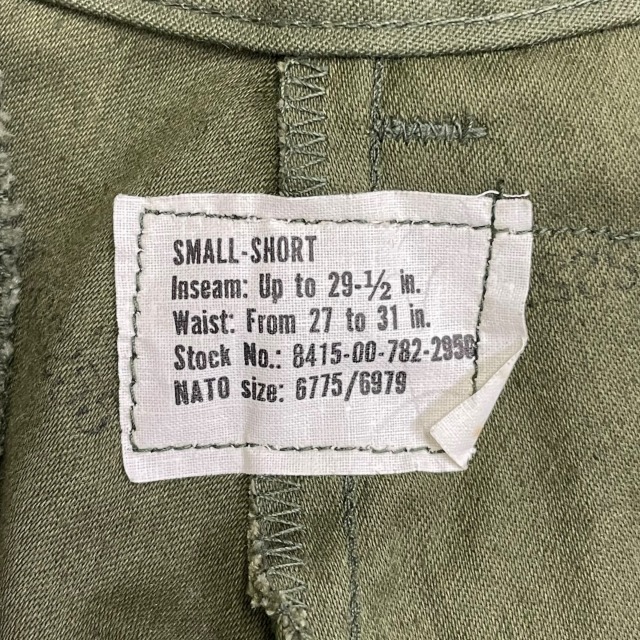 SMALL-SHORT
Inseam: Up to 29-1/2 in.
Waist: From 27 to 31 in.
Stock No.: 8415-00-782-2950
NATO size: 6775/6979